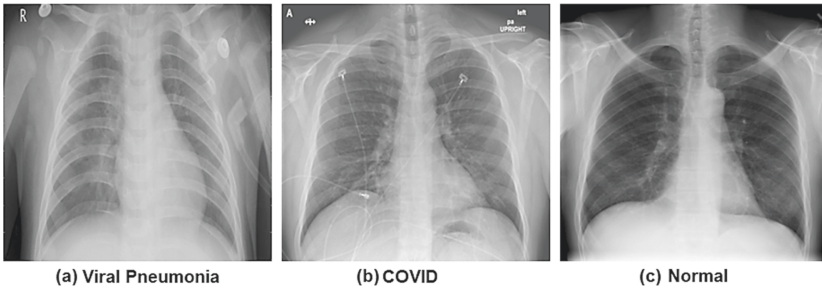 R
A
left
pa
UPRIGHT
(a) Viral Pneumonia
(b) COVID
(c) Normal